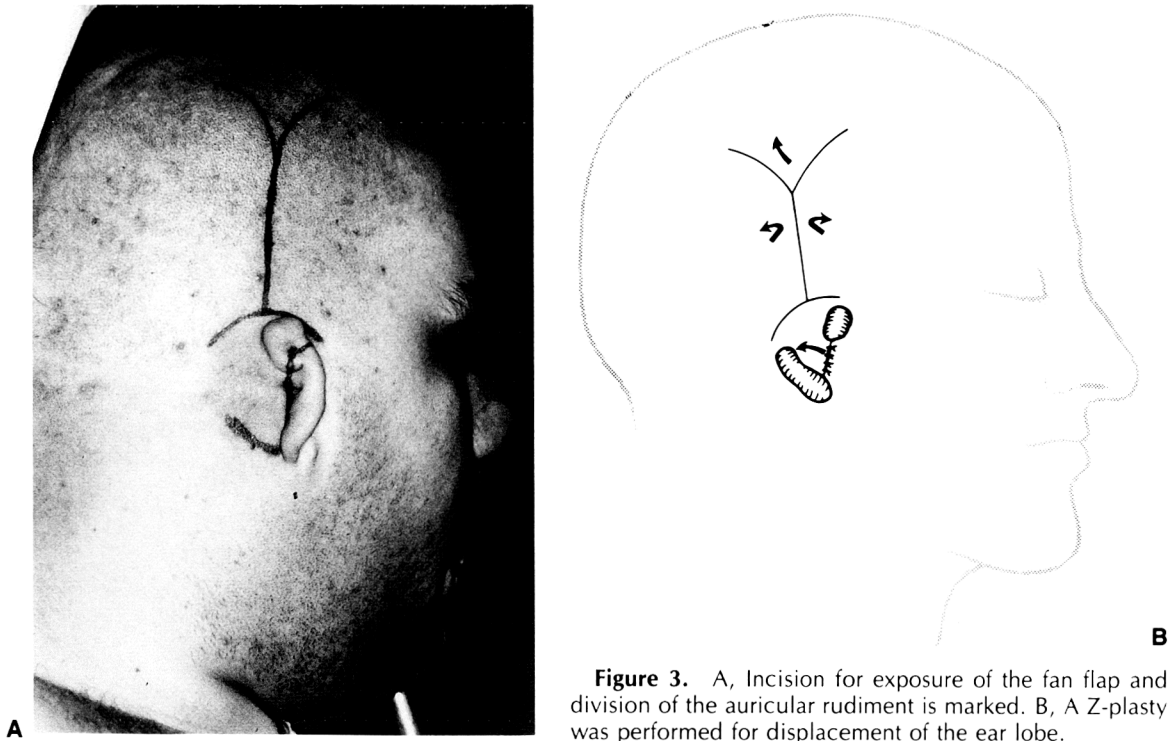 A
B
Figure 3. A, Incision for exposure of the fan flap and
division of the auricular rudiment is marked. B, A Z-plasty
was performed for displacement of the ear lobe.